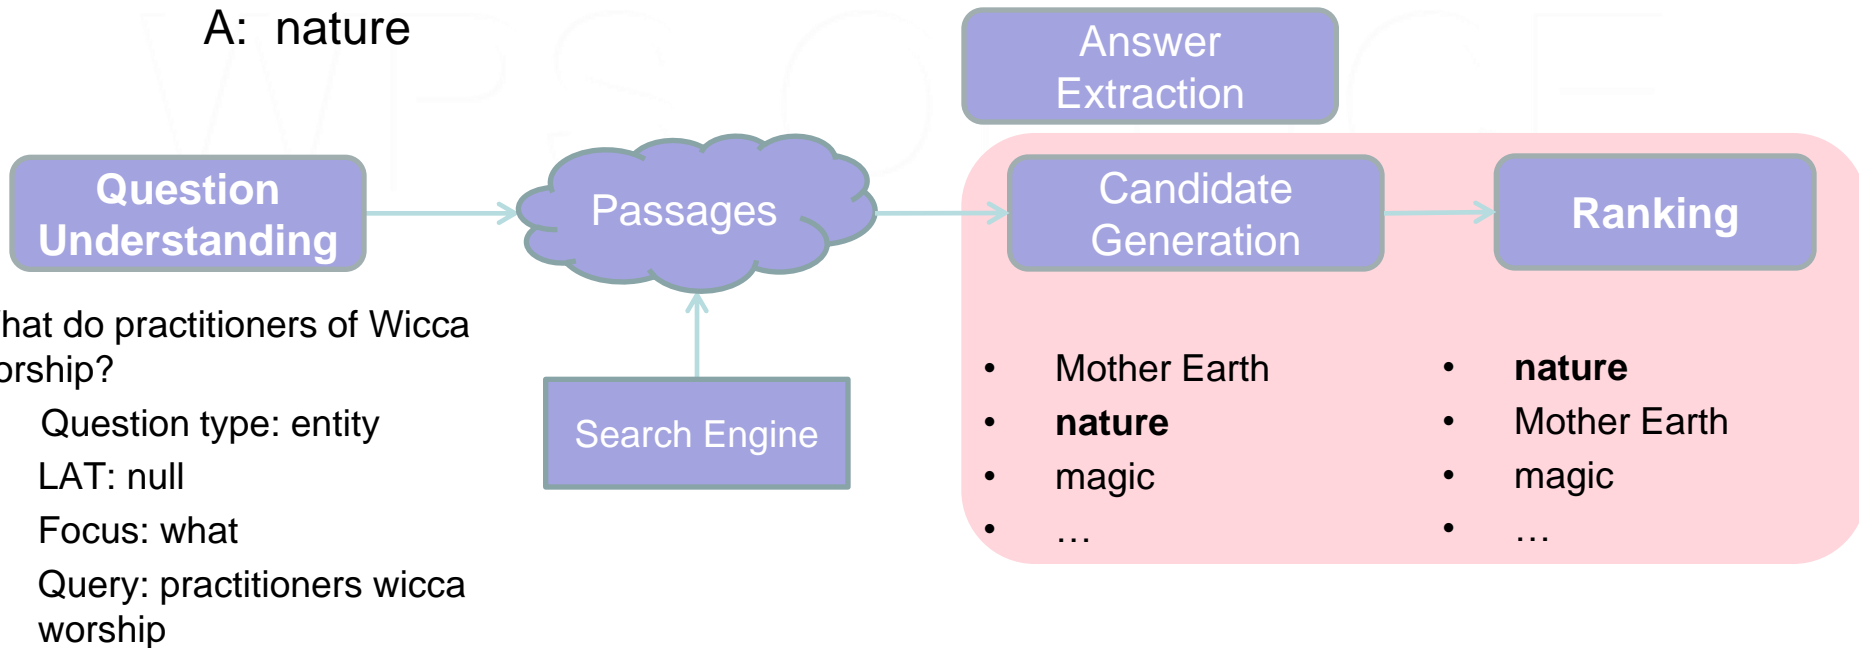 A: nature
Answer
Extraction
Question
Understanding
Passages
Candidate
Generation
Ranking
hat do practitioners of Wicca
orship?
Question type: entity
LAT: null
Focus: what
Query: practitioners wicca
worship
Search Engine
• Mother Earth
• nature
• magic
• …
• nature
• Mother Earth
• magic
• …